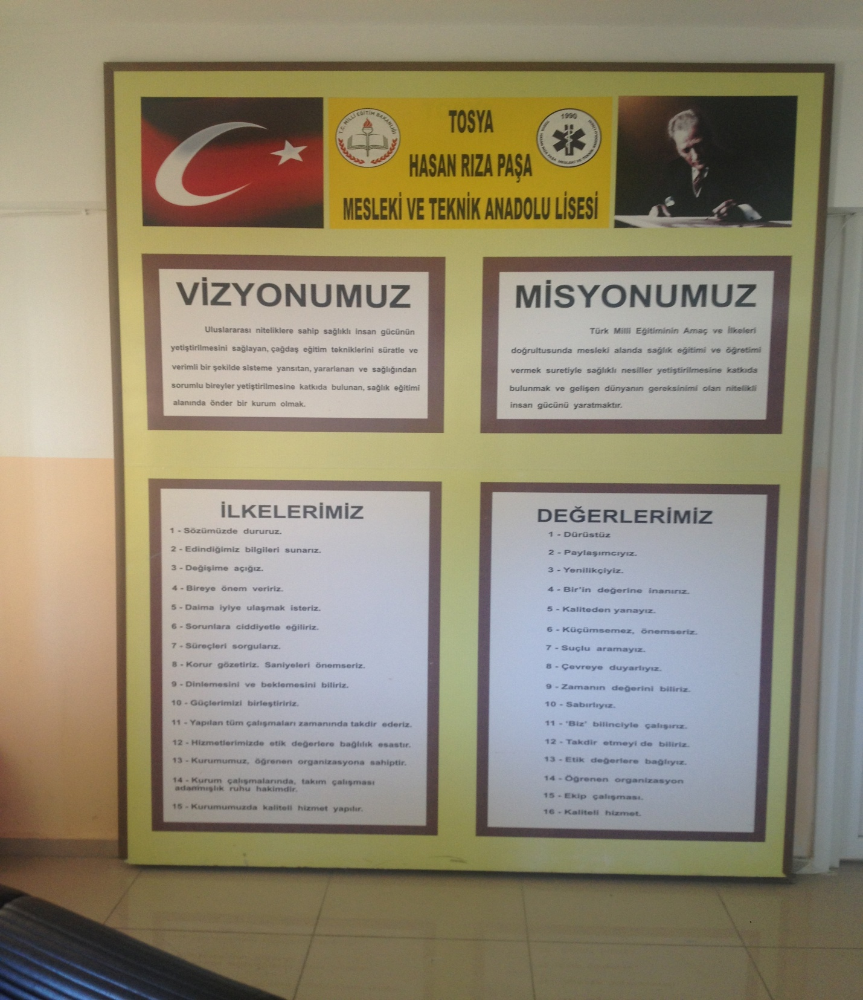 T.C. MİLLİ EĞİTİM BAKANLIĞI
TOSYA
HASAN RIZA PAŞA
MESLEKİ VE TEKNİK ANADOLU LİSESİ
1990
VİZYONUMUZ
Uluslararası niteliklere sahip sağlıklı insan gücünün
yetiştirilmesini sağlayan, çağdaş eğitim tekniklerini süratle ve
verimli bir şekilde sisteme yansıtan, yararlanan ve sağlığından
sorumlu bireyler yetiştirilmesine katkıda bulunan, sağlık eğitimi
alanında önder bir kurum olmak.
MİSYONUMUZ
Türk Milli Eğitiminin Amaç ve İlkeleri
doğrultusunda mesleki alanda sağlık eğitimi ve öğretimi
vermek suretiyle sağlıklı nesiller yetiştirilmesine katkıda
bulunmak ve gelişen dünyanın gereksinimi olan nitelikli
insan gücünü yaratmaktır.
İLKELERİMİZ
1 - Sözümüzde dururuz.
2 - Edindiğimiz bilgileri sunarız.
3 - Değişime açığız.
4 - Bireye önem veririz.
5 - Daima iyiye ulaşmak isteriz.
6 - Sorunlara ciddiyetle eğiliriz.
7 - Süreçleri sorgularız.
8 - Korur gözetiriz. Saniyeleri önemseriz.
9 - Dinlemesini ve beklemesini biliriz.
10 - Güçlerimizi birleştiririz.
11 - Yapılan tüm çalışmaları zamanında takdir ederiz.
12 - Hizmetlerimizde etik değerlere bağlılık esastır.
13 - Kurumumuz, öğrenen organizasyona sahiptir.
14 - Kurum çalışmalarında, takım çalışması
adanmışlık ruhu hakimdir.
15 - Kurumumuzda kaliteli hizmet yapılır.
DEĞERLERİMİZ
1 - Dürüstüz
2 - Paylaşımcıyız.
3 - Yenilikçiyiz.
4 - Bir'in değerine inanırız.
5 - Kaliteden yanayız.
6 - Küçümsemez, önemseriz.
7 - Suçlu aramayız.
8 - Çevreye duyarlıyız.
9 - Zamanın değerini biliriz.
10 - Sabırlıyız.
11 - 'Biz' bilinciyle çalışırız.
12 - Takdir etmeyi de biliriz.
13 - Etik değerlere bağlıyız.
14 - Öğrenen organizasyon
15 - Ekip çalışması.
16 - Kaliteli hizmet.